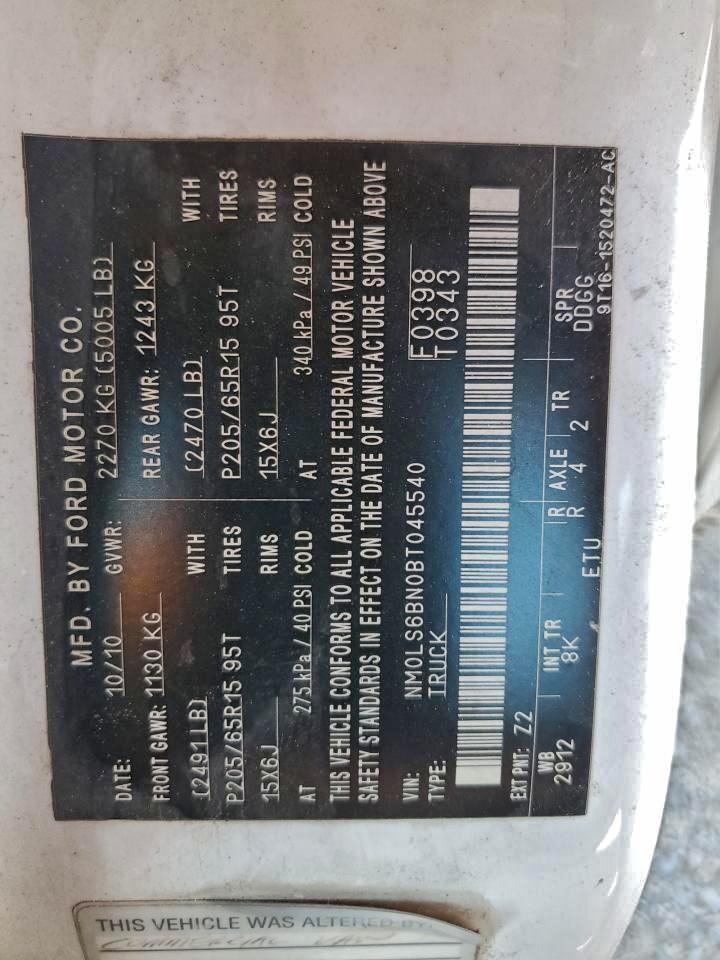 MFD. BY FORD MOTOR CO.
DATE: 10/10 GVWR: 2270 KG (5005 LB)
FRONT GAWR: 1130 KG REAR GAWR: 1243 KG
(2491LB) WITH (2470 LB) WITH
P205/65R15 95T TIRES P205/65R15 95T TIRES
15X6J RIMS 15X6J RIMS
AT 275 kPa / 40 PSI COLD AT 340 kPa / 49 PSI COLD
THIS VEHICLE CONFORMS TO ALL APPLICABLE FEDERAL MOTOR VEHICLE
SAFETY STANDARDS IN EFFECT ON THE DATE OF MANUFACTURE SHOWN ABOVE
VIN: NM0LS6BN0BT045540 F0398
TYPE: TRUCK T0343
EXT PNT: Z2
WB INT TR R AXLE TR SPR
2912 8K R 4 2 DDGG
ETU 9T16-1520472-AC
THIS VEHICLE WAS ALTERED BY: